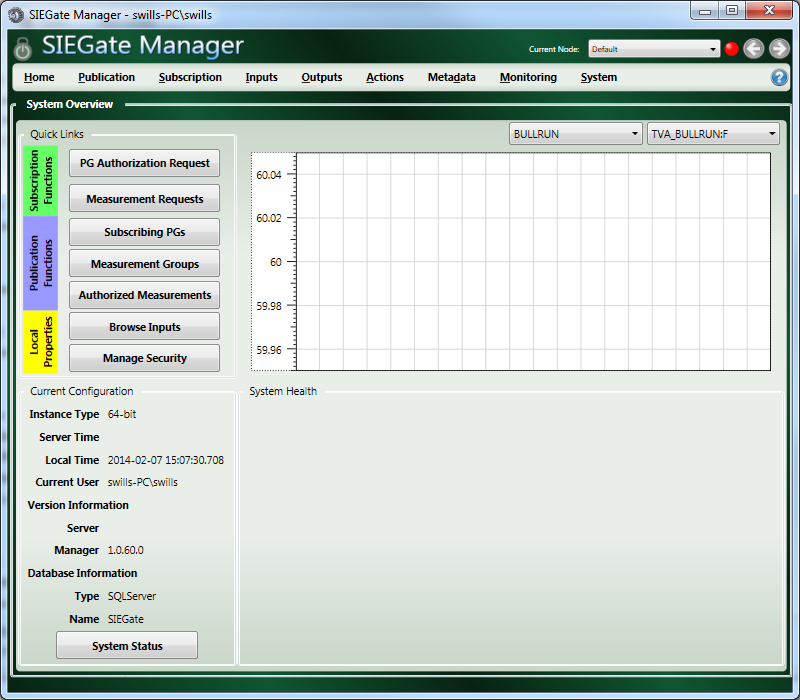 SIEGate Manager - swills-PC\swills
SIEGate Manager
Current Node: Default
Home Publication Subscription Inputs Outputs Actions Metadata Monitoring System
System Overview
Quick Links
Subscription Functions
PG Authorization Request
Measurement Requests
Publication Functions
Subscribing PGs
Measurement Groups
Authorized Measurements
Local Properties
Browse Inputs
Manage Security
BULLRUN TVA_BULLRUN:F
60.04
60.02
60
59.98
59.96
Current Configuration
Instance Type 64-bit
Server Time
Local Time 2014-02-07 15:07:30.708
Current User swills-PC\swills
Version Information
Server
Manager 1.0.60.0
Database Information
Type SQLServer
Name SIEGate
System Status
System Health